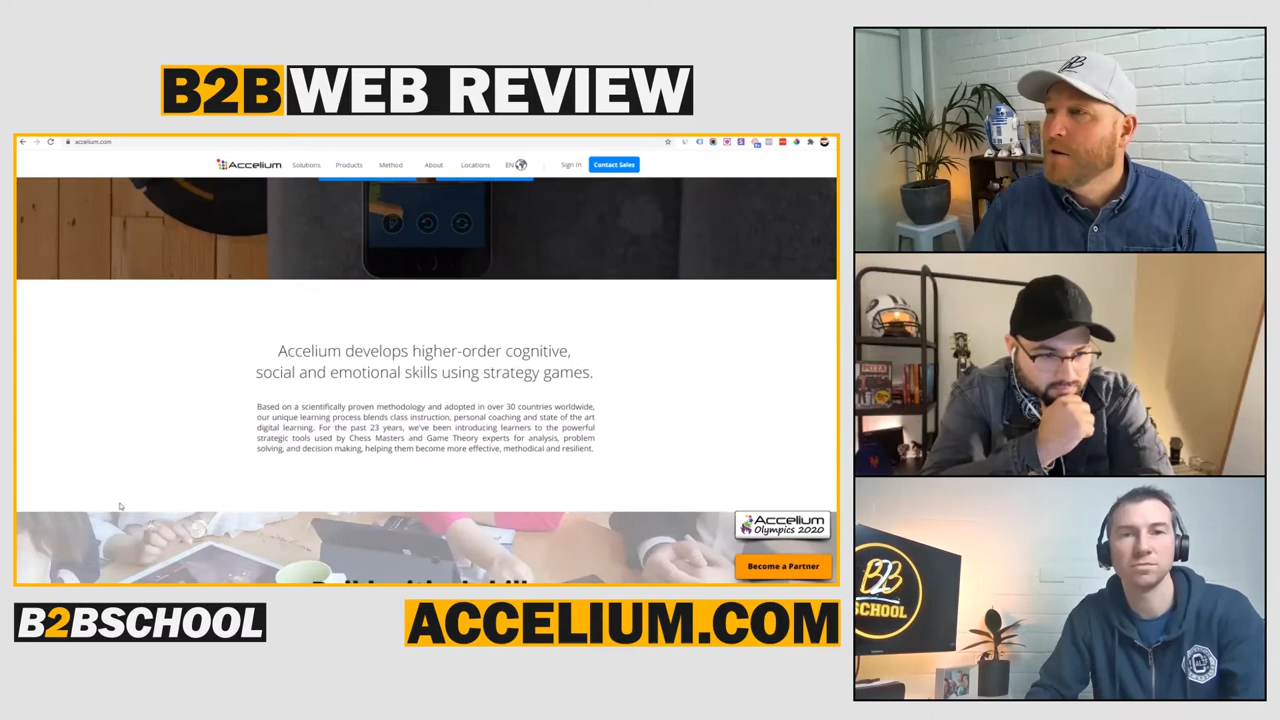 B2B WEB REVIEW
accelium.com
Accelium Solutions Products Method About Locations EN Sign In Contact Sales
Accelium develops higher-order cognitive,
social and emotional skills using strategy games.
Based on a scientifically proven methodology and adopted in over 30 countries worldwide,
our unique learning process blends class instruction, personal coaching and state of the art
digital learning. For the past 23 years, we've been introducing learners to the powerful
strategic tools used by Chess Masters and Game Theory experts for analysis, problem
solving, and decision making, helping them become more effective, methodical and resilient.
Accelium
Olympics 2020
Become a Partner
B2BSCHOOL
ACCELIUM.COM
B2B
PIZZA
B2B
SCHOOL